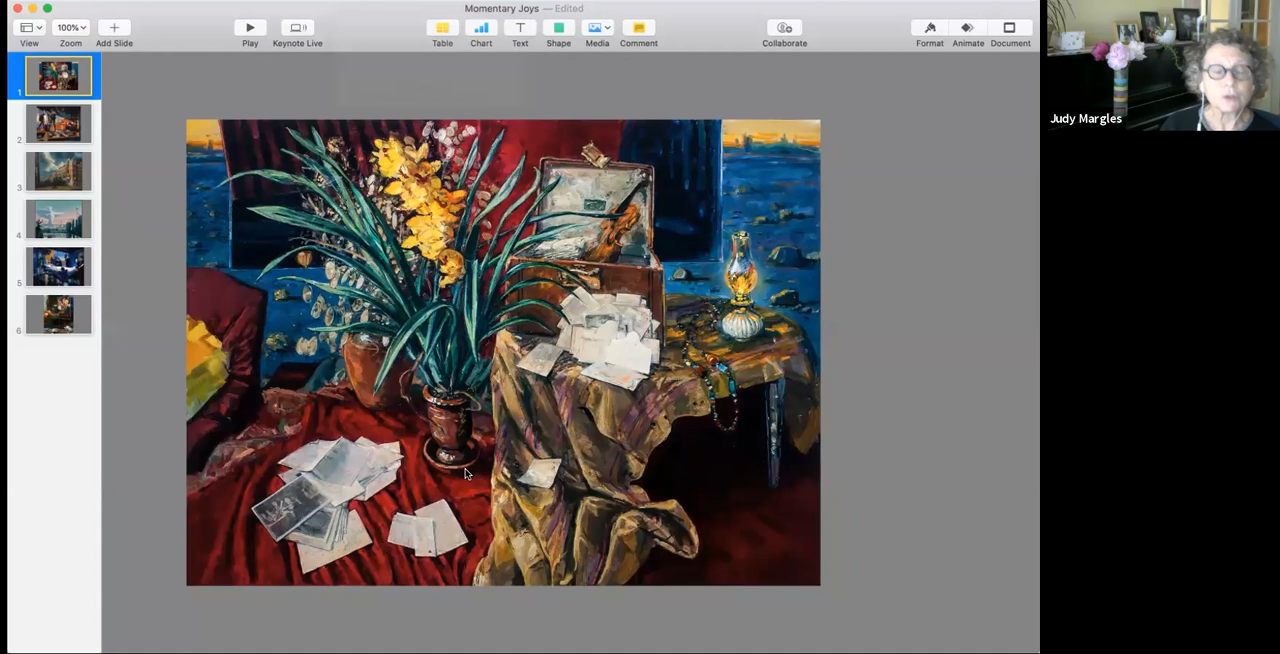 Momentary Joys — Edited
View
100%
Zoom
Add Slide
Play
Keynote Live
Table
Chart
Text
Shape
Media
Comment
Collaborate
Format
Animate
Document
1
2
3
4
5
6
Judy Margles